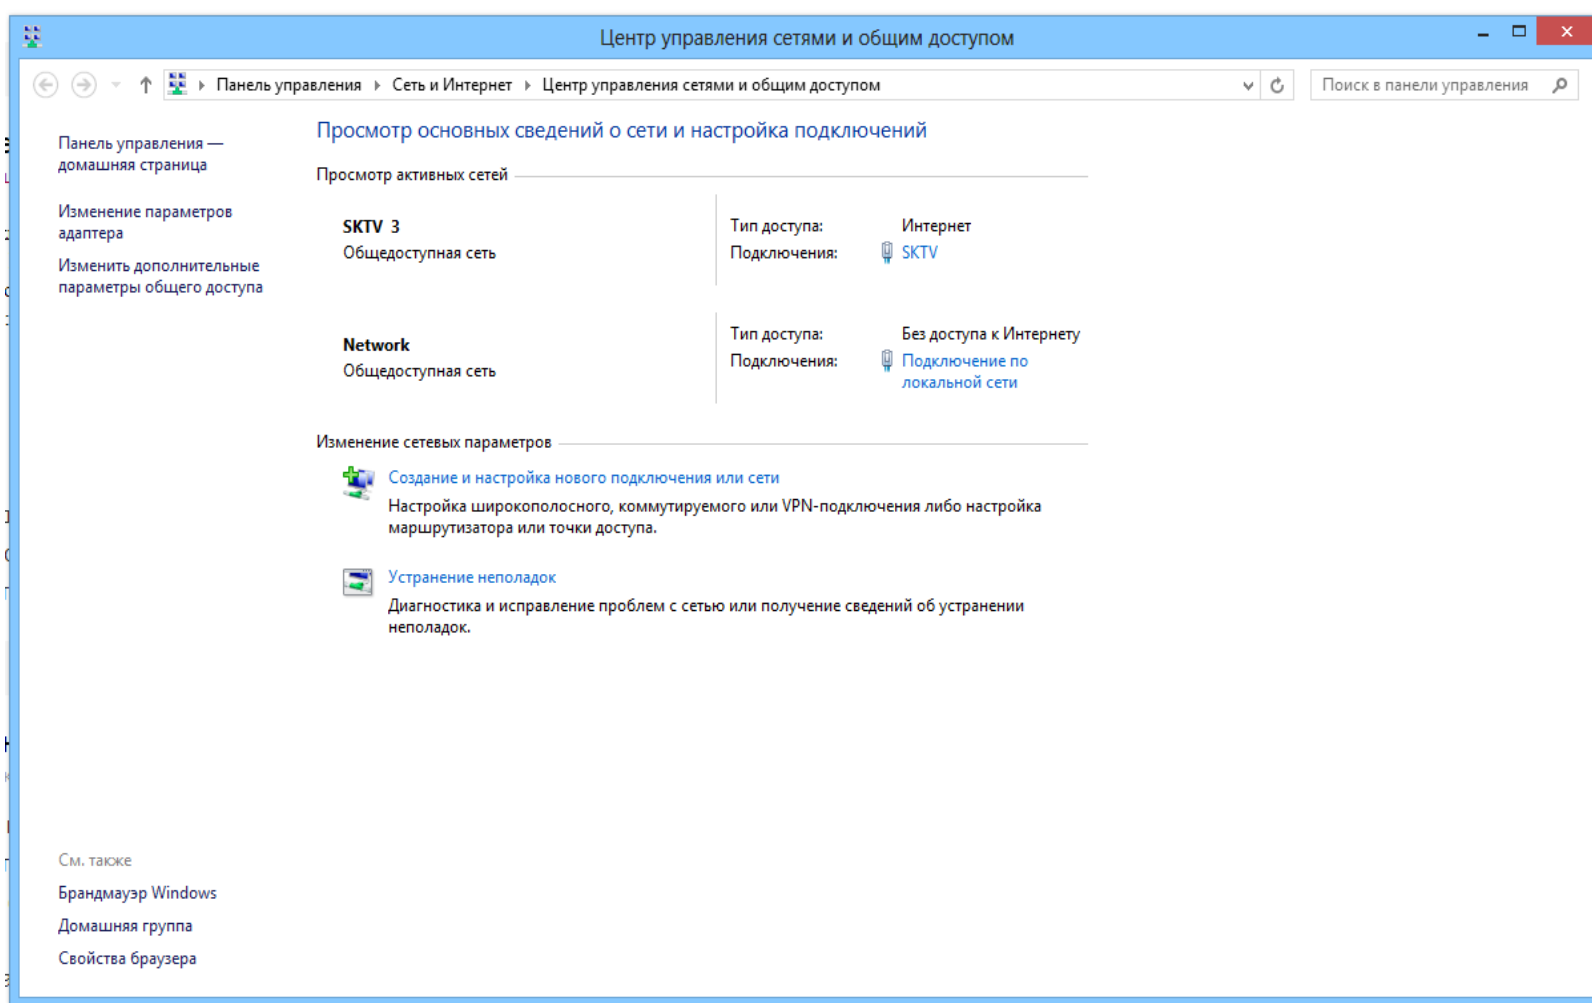 Центр управления сетями и общим доступом
Панель управления
Сеть и Интернет
Центр управления сетями и общим доступом
Поиск в панели управления
Панель управления —
домашняя страница
Изменение параметров
адаптера
Изменить дополнительные
параметры общего доступа
Просмотр основных сведений о сети и настройка подключений
Просмотр активных сетей
SKTV 3
Общедоступная сеть
Тип доступа: Интернет
Подключения: SKTV
Network
Общедоступная сеть
Тип доступа: Без доступа к Интернету
Подключения: Подключение по
локальной сети
Изменение сетевых параметров
Создание и настройка нового подключения или сети
Настройка широкополосного, коммутируемого или VPN-подключения либо настройка
маршрутизатора или точки доступа.
Устранение неполадок
Диагностика и исправление проблем с сетью или получение сведений об устранении
неполадок.
См. также
Брандмауэр Windows
Домашняя группа
Свойства браузера